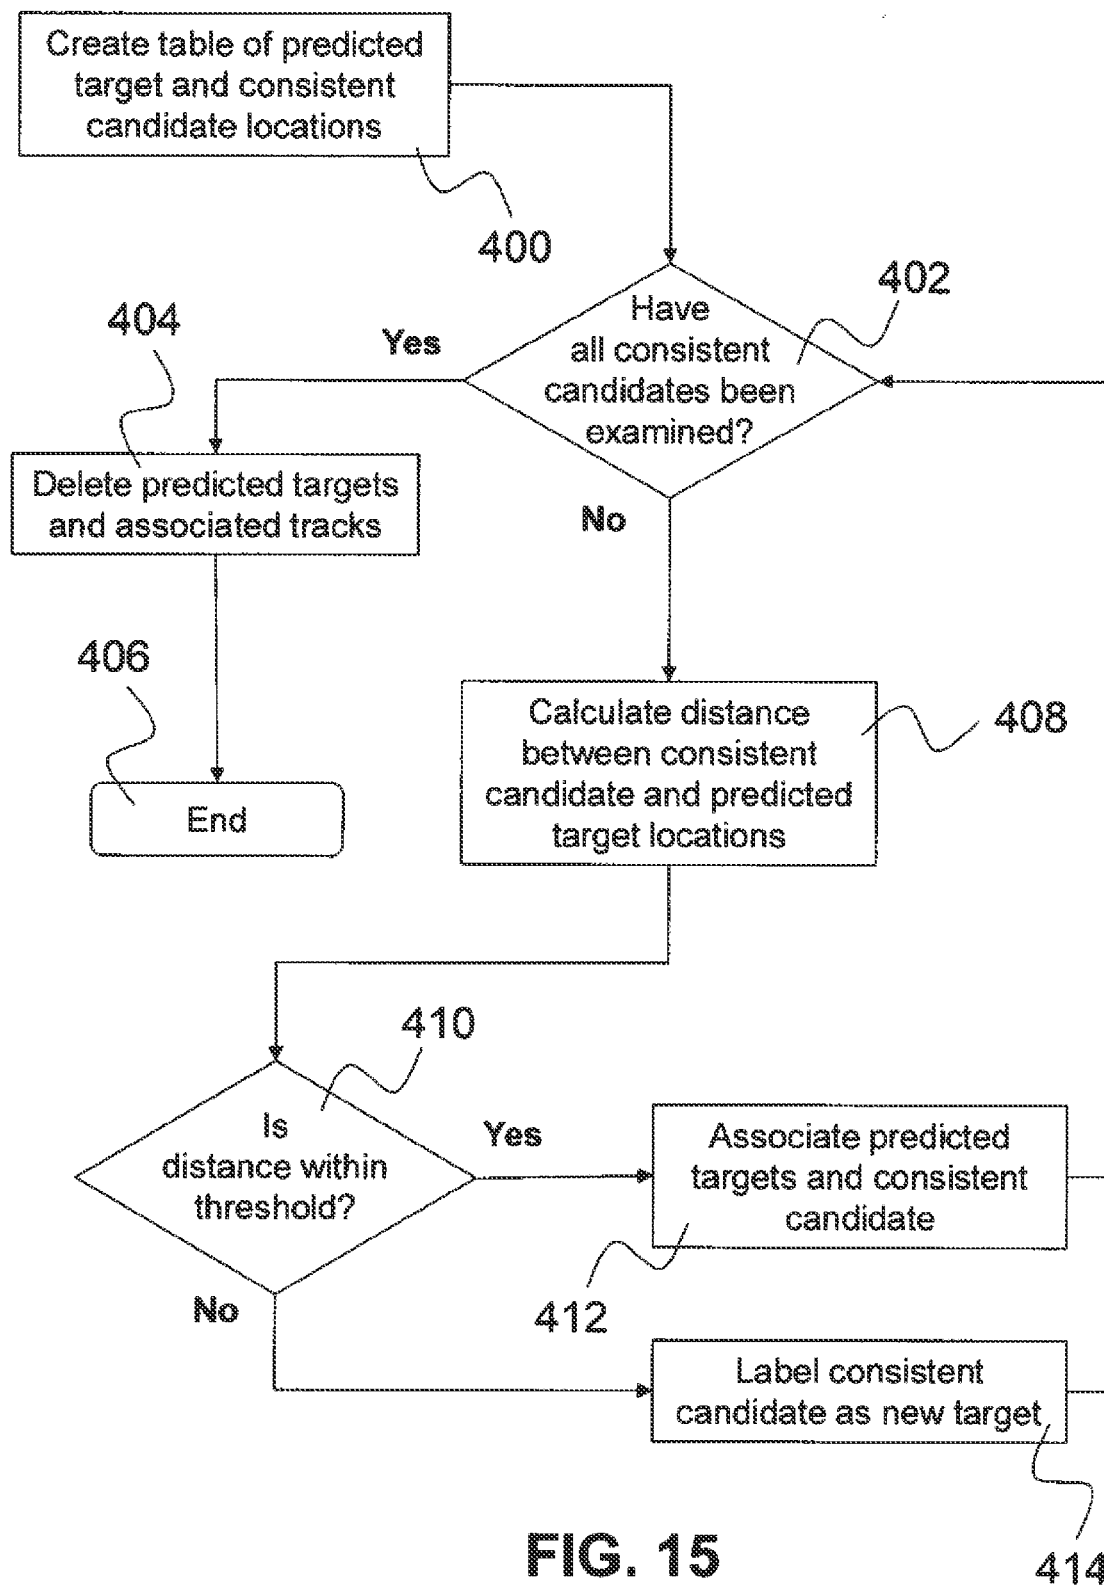 Create table of predicted
target and consistent
candidate locations
400
402
Have
all consistent
candidates been
examined?
Yes
404
Delete predicted targets
and associated tracks
No
406
End
Calculate distance
between consistent
candidate and predicted
target locations
408
410
Is
distance within
threshold?
Yes
Associate predicted
targets and consistent
candidate
412
No
Label consistent
candidate as new target
414
FIG. 15